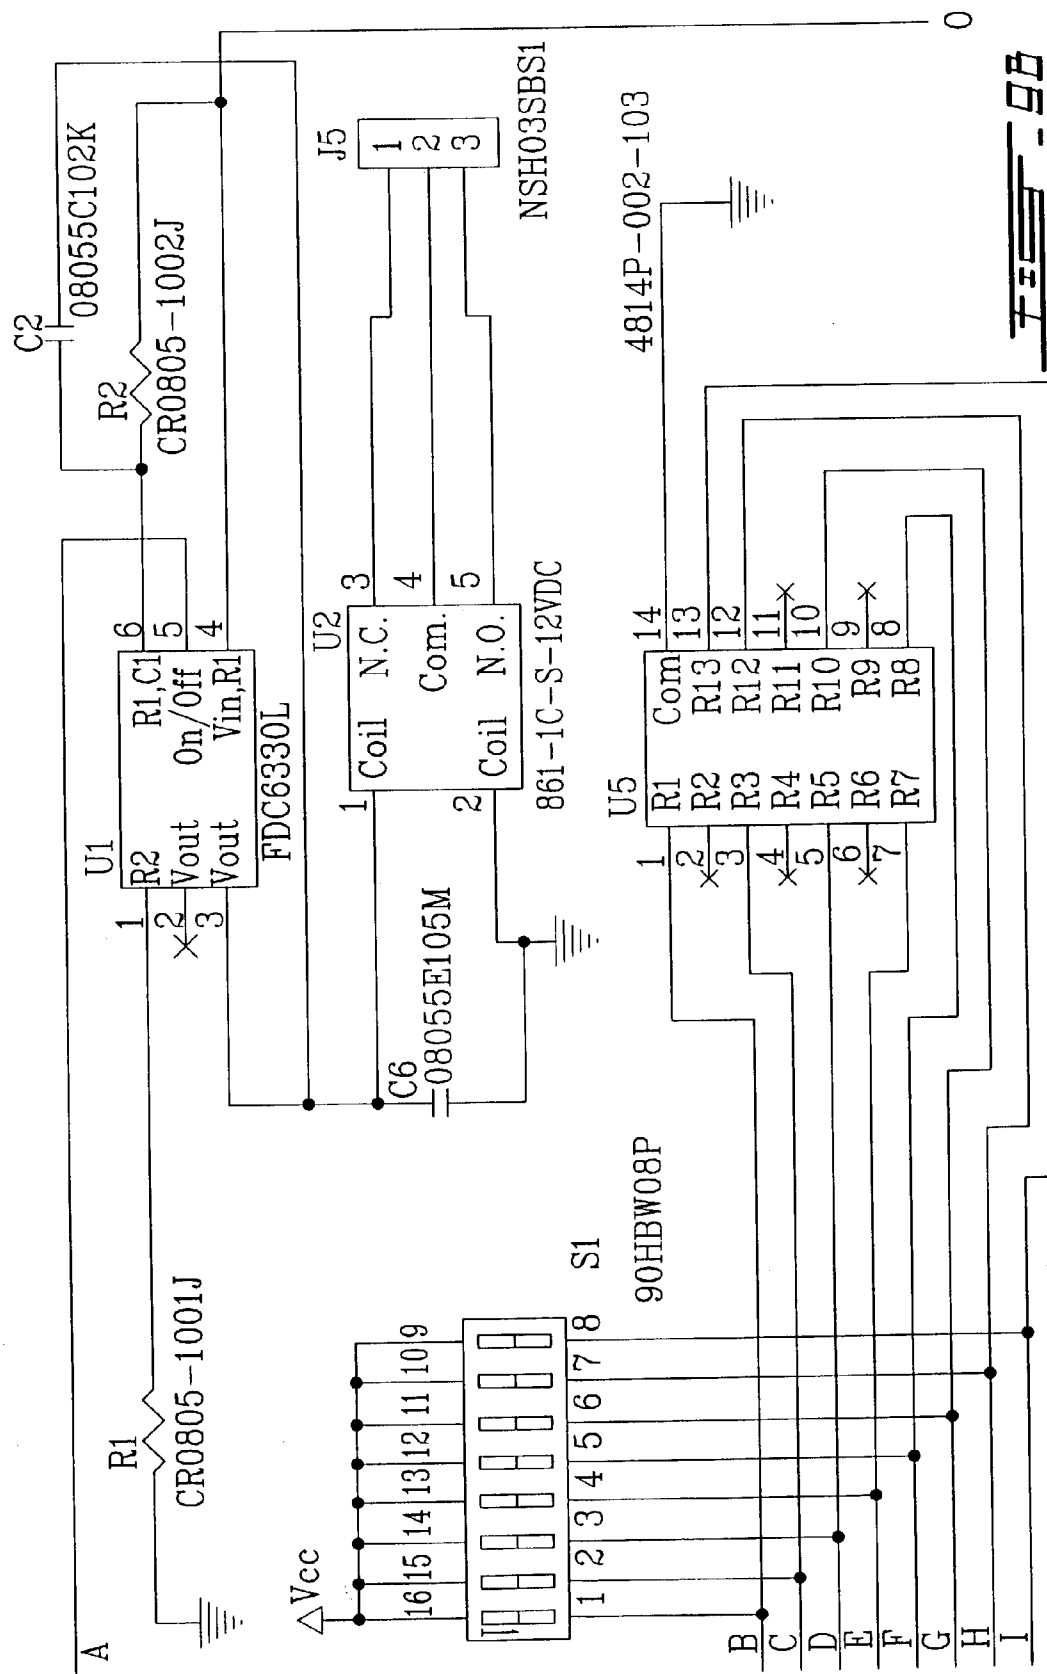 A
R1
CR0805-1001J
U1
1 R2
2 Vout
3 Vout
R1,C1 6
On/Off 5
Vin,R1 4
FDC6330L
C2
08055C102K
R2
CR0805-1002J
O
Vcc
16 15 14 13 12 11 10 9
1 2 3 4 5 6 7 8
S1
90HBW08P
C6
08055E105M
U2
1 Coil N.C. 3
Com. 4
2 Coil N.O. 5
861-1C-S-12VDC
J5
1
2
3
NSH03SBS1
U5
4814P-002-103
1 R1 Com 14
2 R2 R13 13
3 R3 R12 12
4 R4 R11 11
5 R5 R10 10
6 R6 R9 9
7 R7 R8 8
B
C
D
E
F
G
H
I